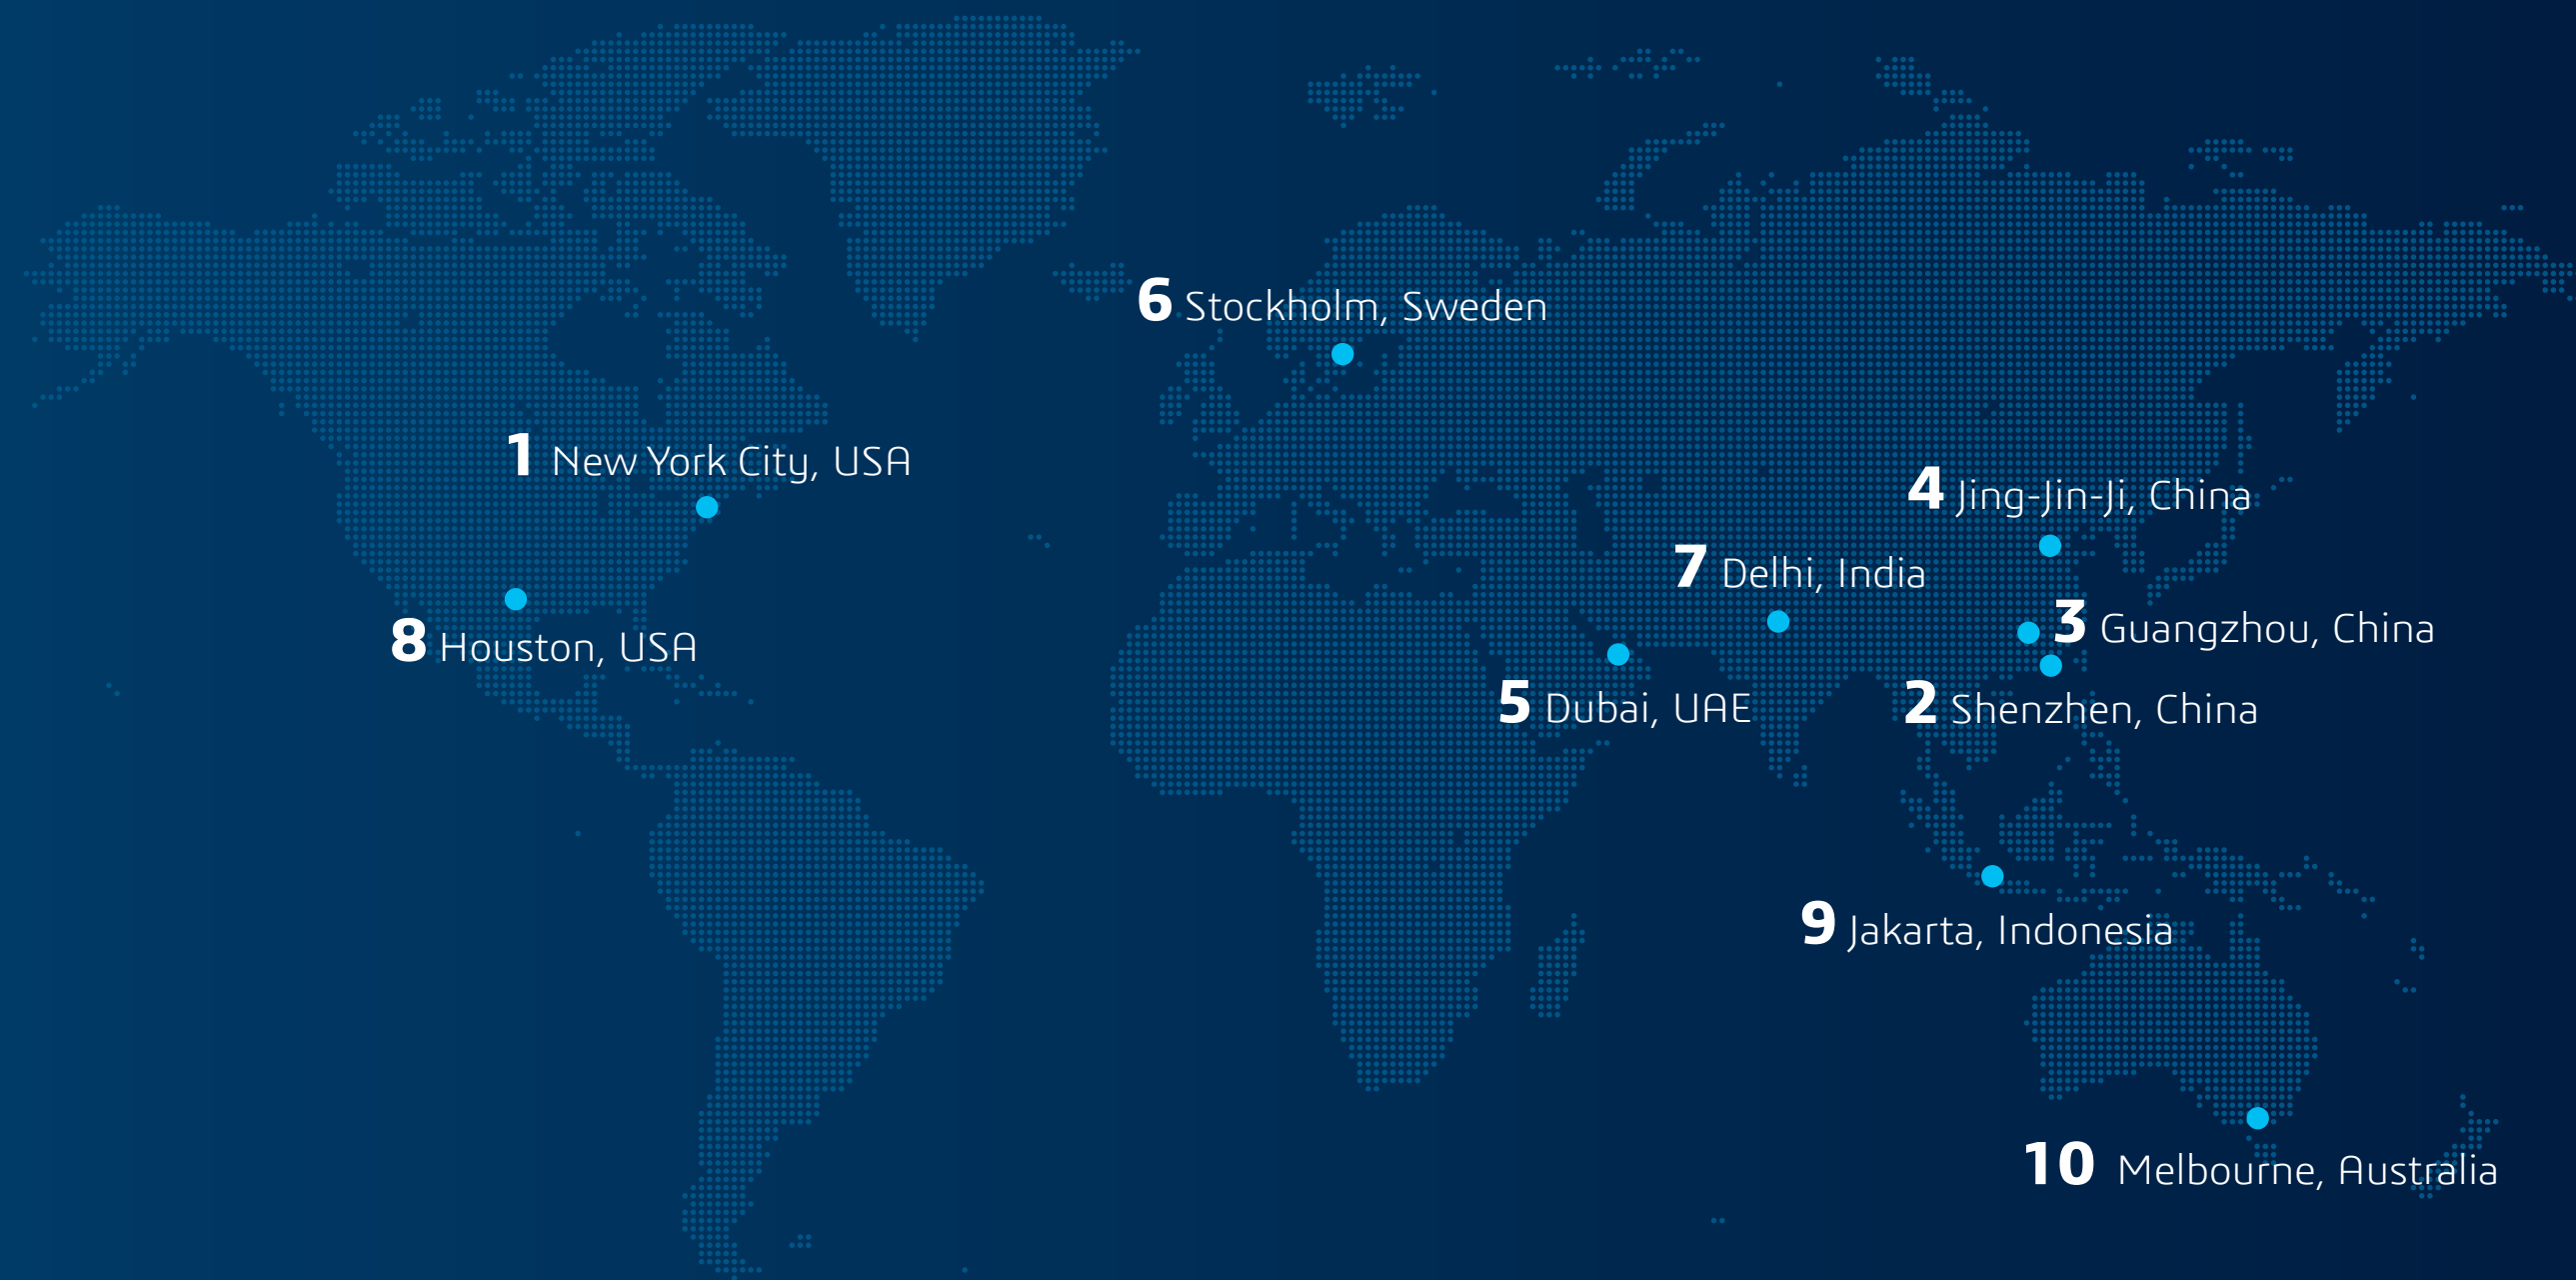 6 Stockholm, Sweden
1 New York City, USA
4 Jing-Jin-Ji, China
7 Delhi, India
3 Guangzhou, China
8 Houston, USA
5 Dubai, UAE
2 Shenzhen, China
9 Jakarta, Indonesia
10 Melbourne, Australia